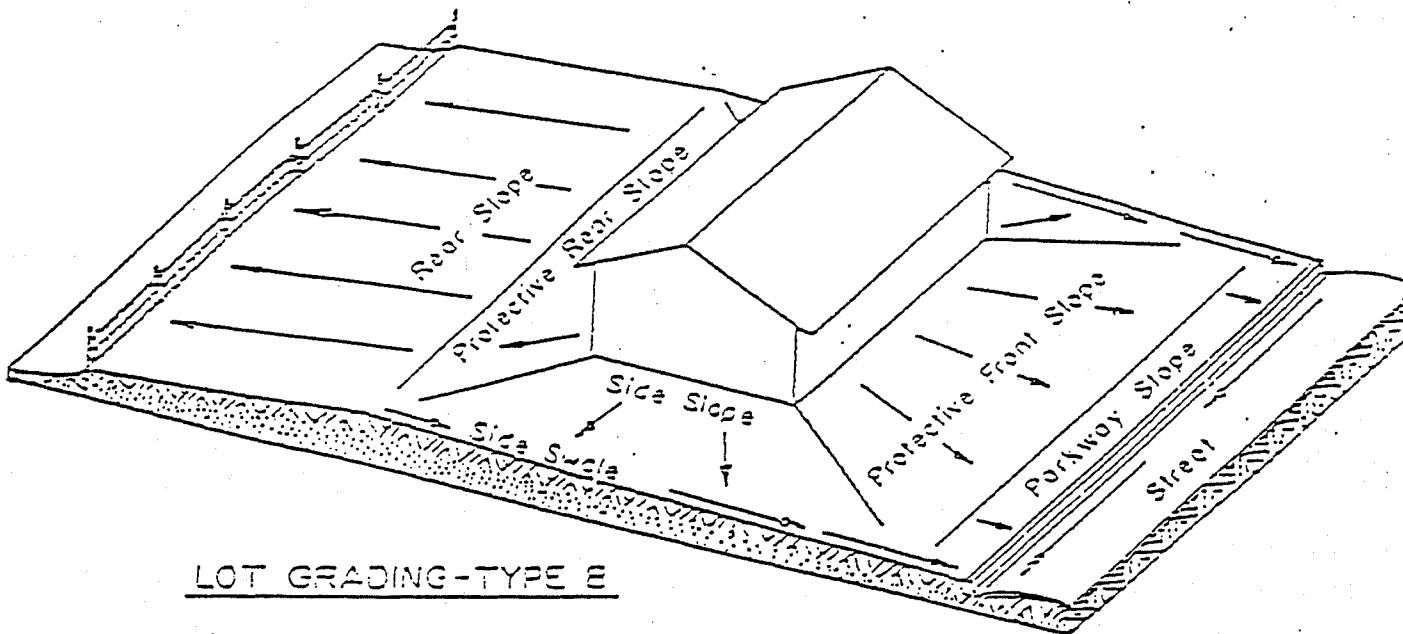 Rear Slope
Protective Rear Slope
Side Slope
Side Swale
Protective Front Slope
Parkway Slope
Street
LOT GRADING-TYPE B